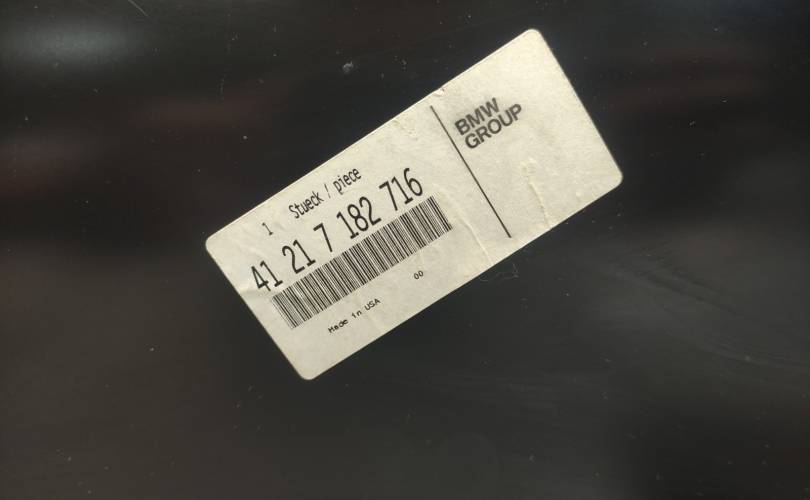 1 Stueck / piece
41 21 7 182 716
Made in USA 00
BMW
GROUP